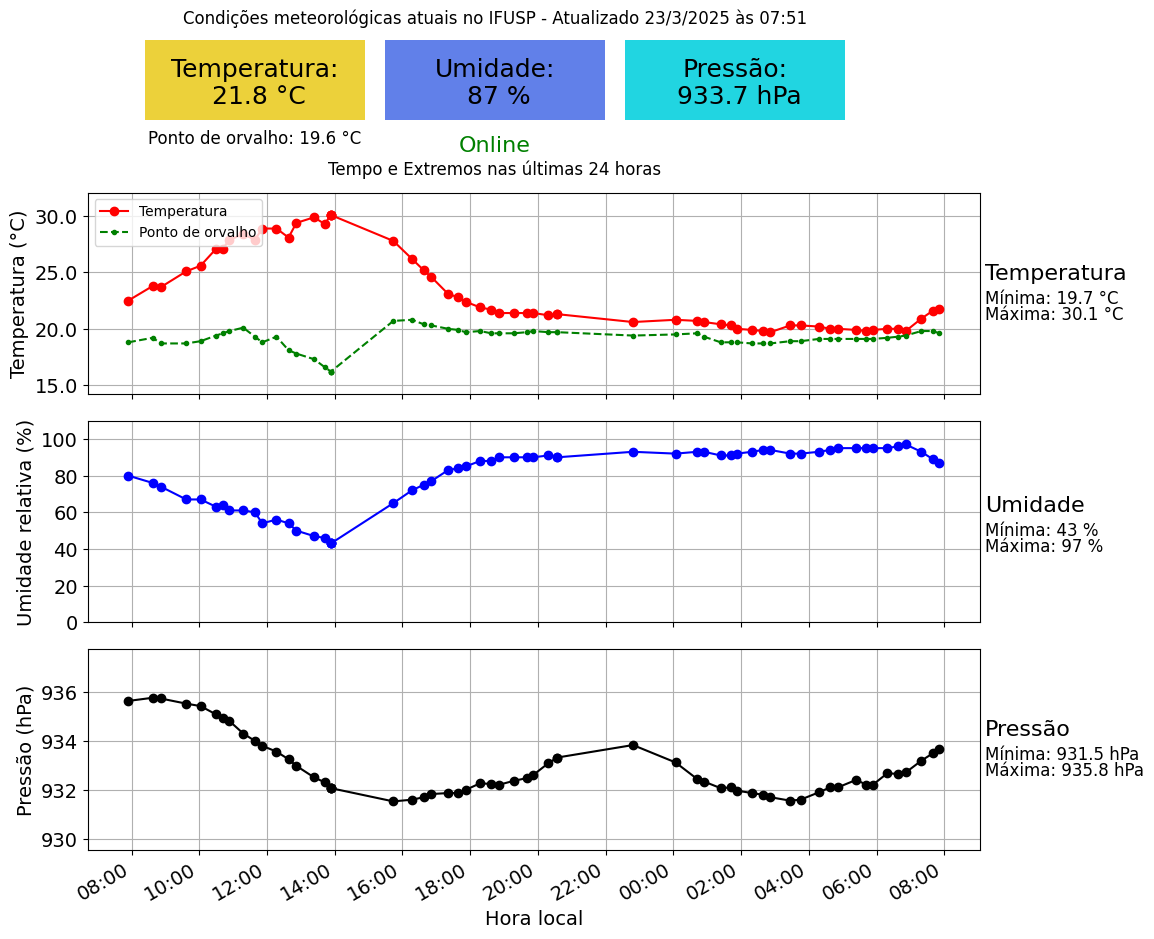 Condições meteorológicas atuais no IFUSP - Atualizado 23/3/2025 às 07:51
Temperatura:
21.8 °C
Umidade:
87 %
Pressão:
933.7 hPa
Ponto de orvalho: 19.6 °C
Online
Tempo e Extremos nas últimas 24 horas
Temperatura (°C)
30.0
25.0
20.0
15.0
Temperatura
Ponto de orvalho
Temperatura
Mínima: 19.7 °C
Máxima: 30.1 °C
Umidade relativa (%)
100
80
60
40
20
0
Umidade
Mínima: 43 %
Máxima: 97 %
Pressão (hPa)
936
934
932
930
Pressão
Mínima: 931.5 hPa
Máxima: 935.8 hPa
08:00 10:00 12:00 14:00 16:00 18:00 20:00 22:00 00:00 02:00 04:00 06:00 08:00
Hora local